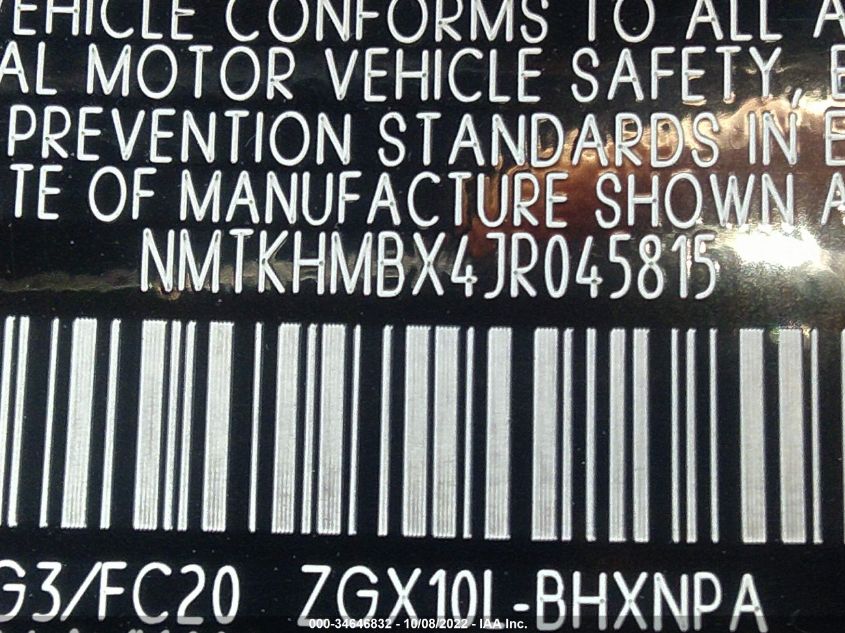 VEHICLE CONFORMS TO ALL A
AL MOTOR VEHICLE SAFETY, B
PREVENTION STANDARDS IN E
TE OF MANUFACTURE SHOWN A
NMTKHMBX4JR045815
G3/FC20 ZGX10L-BHXNPA
000-34646832 - 10/08/2022 - IAA Inc.